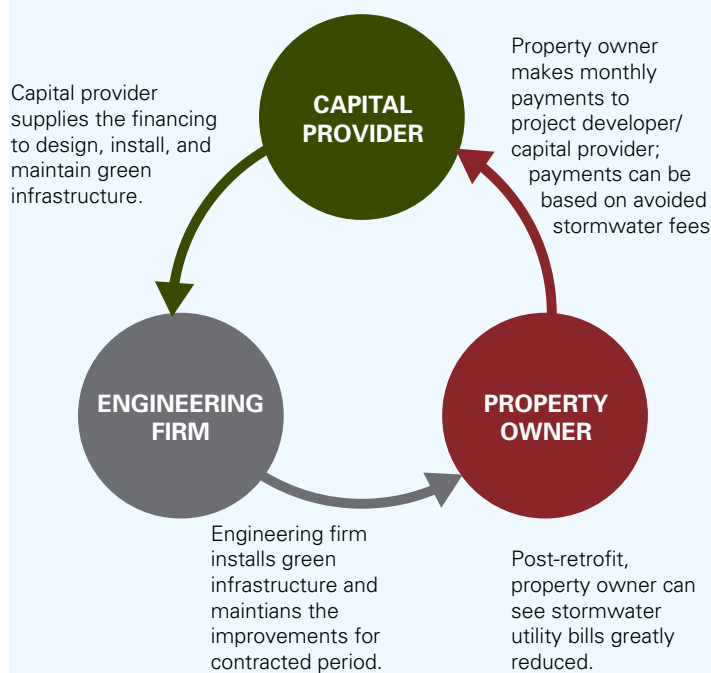 CAPITAL
PROVIDER
Capital provider
supplies the financing
to design, install, and
maintain green
infrastructure.
Property owner
makes monthly
payments to
project developer/
capital provider;
payments can be
based on avoided
stormwater fees
ENGINEERING
FIRM
PROPERTY
OWNER
Engineering firm
installs green
infrastructure and
maintians the
improvements for
contracted period.
Post-retrofit,
property owner can
see stormwater
utility bills greatly
reduced.